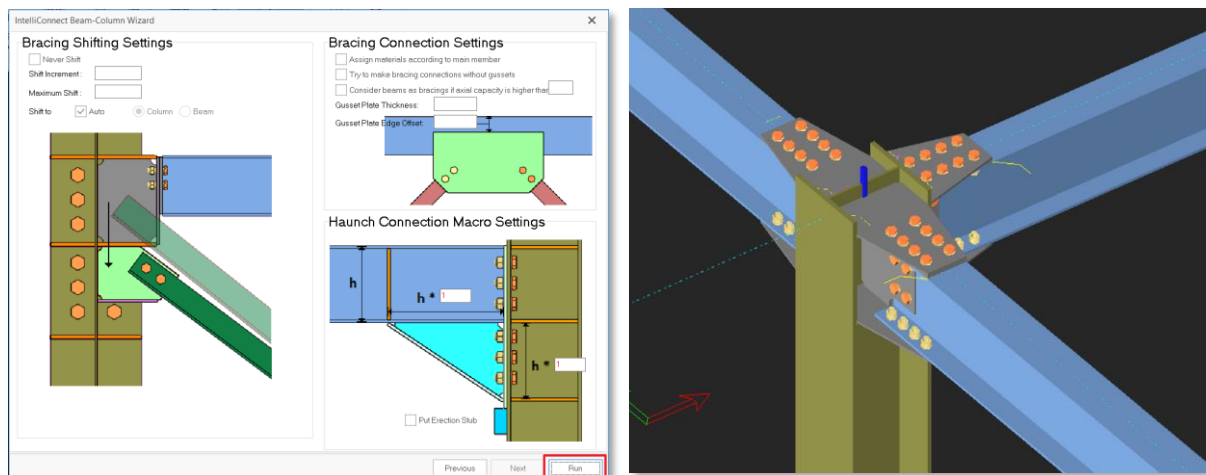 IntelliConnect Beam-Column Wizard
Bracing Shifting Settings
Never Shift
Shift Increment:
Maximum Shift:
Shift to
Auto
Column
Beam
Bracing Connection Settings
Assign materials according to main member
Try to make bracing connections without gussets
Consider beams as bracings if axial capacity is higher than
Gusset Plate Thickness:
Gusset Plate Edge Offset:
Haunch Connection Macro Settings
h
h * 1
h * 1
Put Erection Stub
Previous
Next
Run